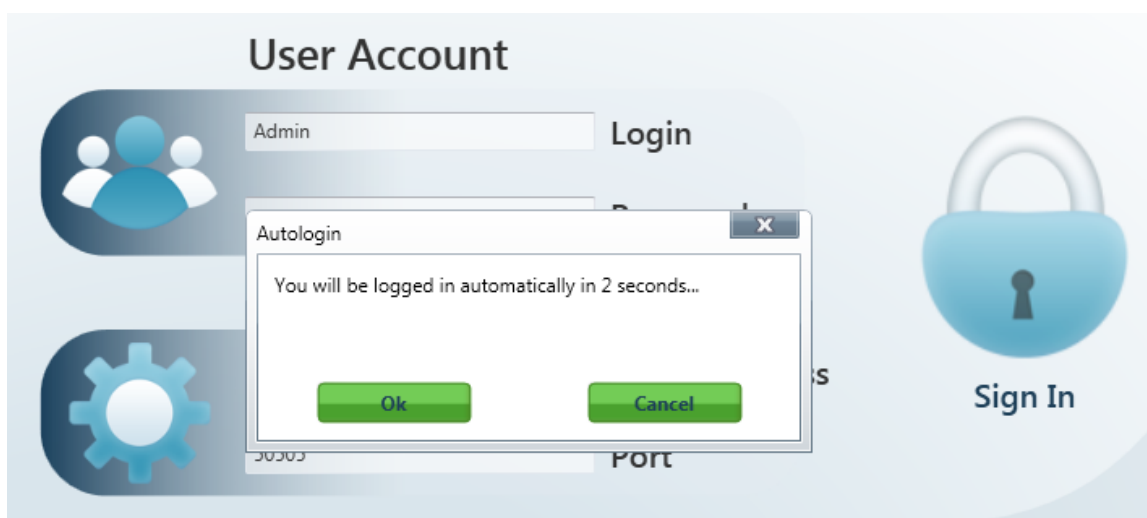 User Account
Admin
Login
Autologin
You will be logged in automatically in 2 seconds...
Ok
Cancel
Sign In
Port